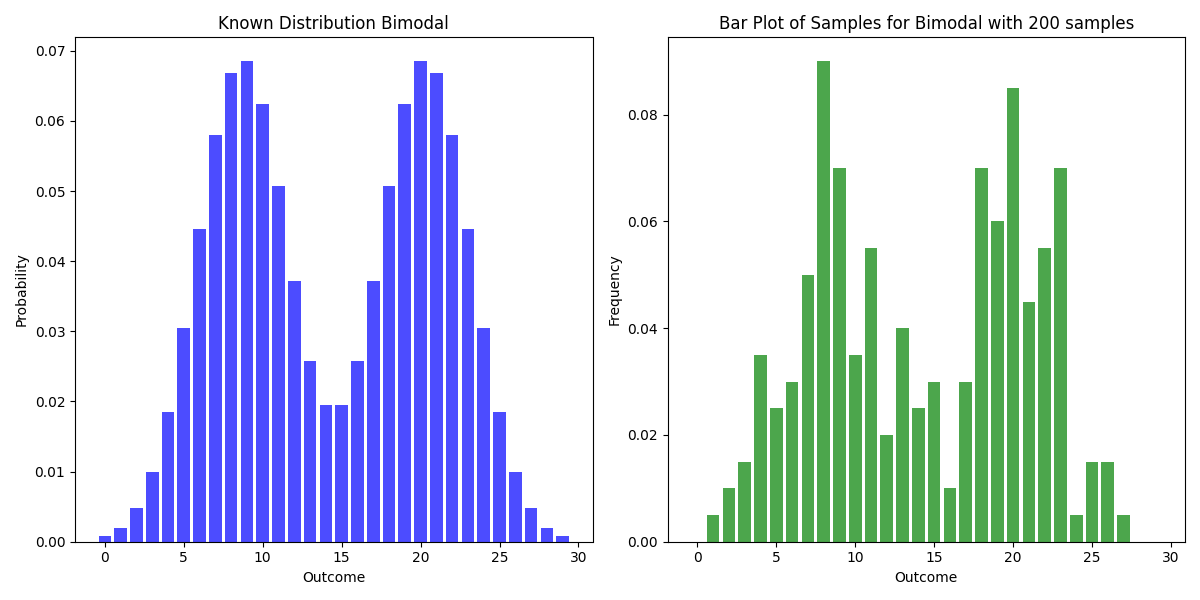 Known Distribution Bimodal
0.07
0.06
0.05
0.04
0.03
0.02
0.01
0.00
Probability
0 5 10 15 20 25 30
Outcome
Bar Plot of Samples for Bimodal with 200 samples
0.08
0.06
0.04
0.02
0.00
Frequency
0 5 10 15 20 25 30
Outcome